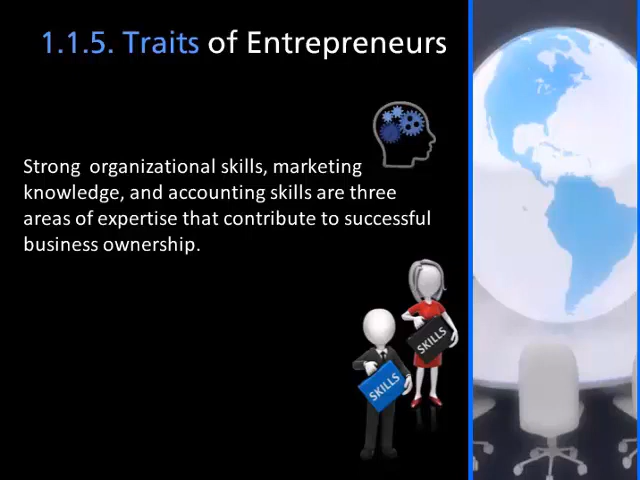 1.1.5. Traits of Entrepreneurs
Strong organizational skills, marketing
knowledge, and accounting skills are three
areas of expertise that contribute to successful
business ownership.
SKILLS
SKILLS